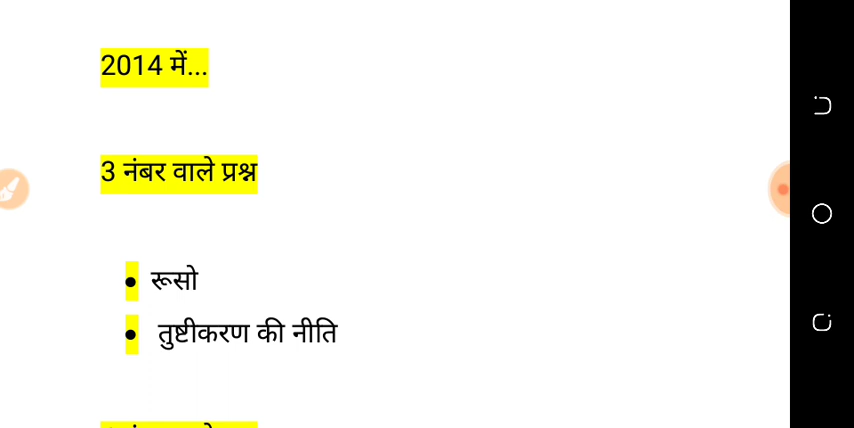 2014 में...
3 नंबर वाले प्रश्न
• रूसो
• तुष्टीकरण की नीति